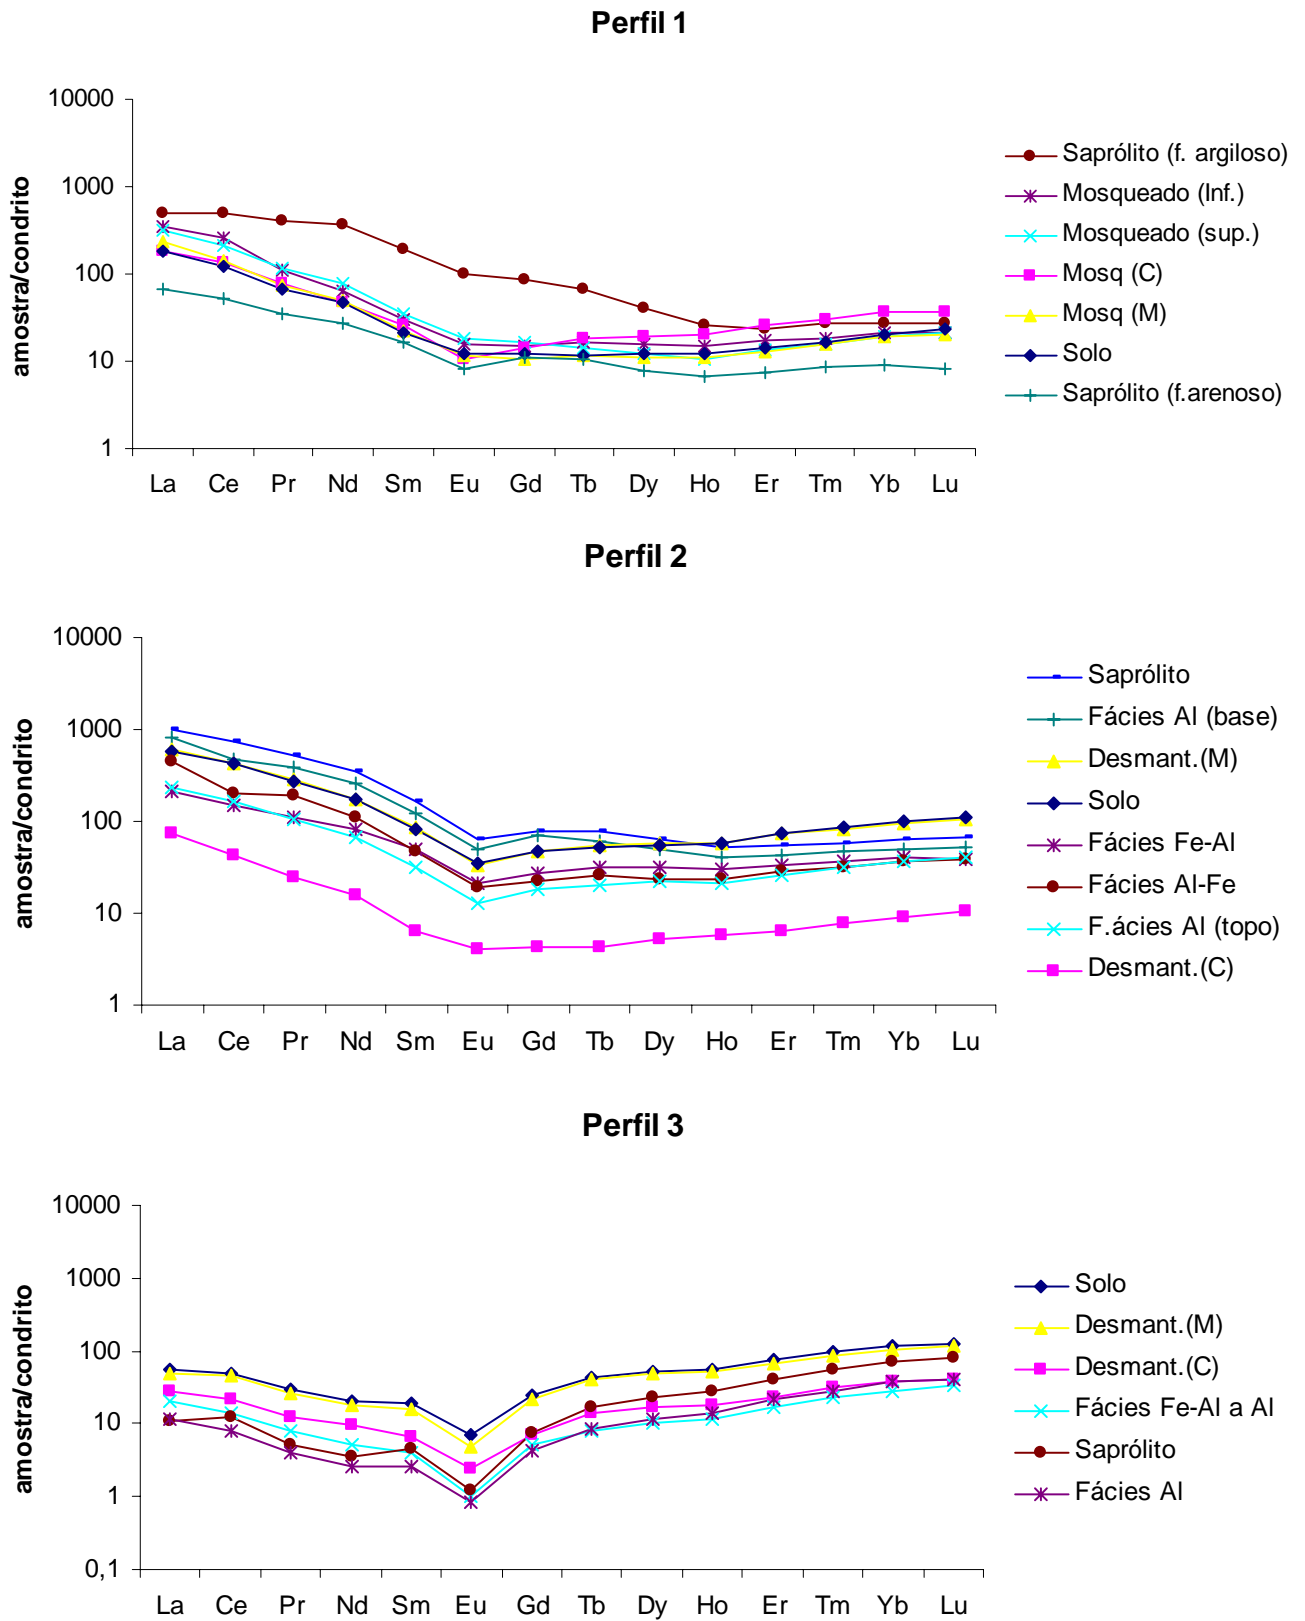 Perfil 1
amostra/condrito
10000
1000
100
10
1
La Ce Pr Nd Sm Eu Gd Tb Dy Ho Er Tm Yb Lu
Saprólito (f. argiloso)
Mosqueado (Inf.)
Mosqueado (sup.)
Mosq (C)
Mosq (M)
Solo
Saprólito (f.arenoso)
Perfil 2
amostra/condrito
10000
1000
100
10
1
La Ce Pr Nd Sm Eu Gd Tb Dy Ho Er Tm Yb Lu
Saprólito
Fácies Al (base)
Desmant.(M)
Solo
Fácies Fe-Al
Fácies Al-Fe
F.ácies Al (topo)
Desmant.(C)
Perfil 3
amostra/condrito
10000
1000
100
10
1
0,1
La Ce Pr Nd Sm Eu Gd Tb Dy Ho Er Tm Yb Lu
Solo
Desmant.(M)
Desmant.(C)
Fácies Fe-Al a Al
Saprólito
Fácies Al